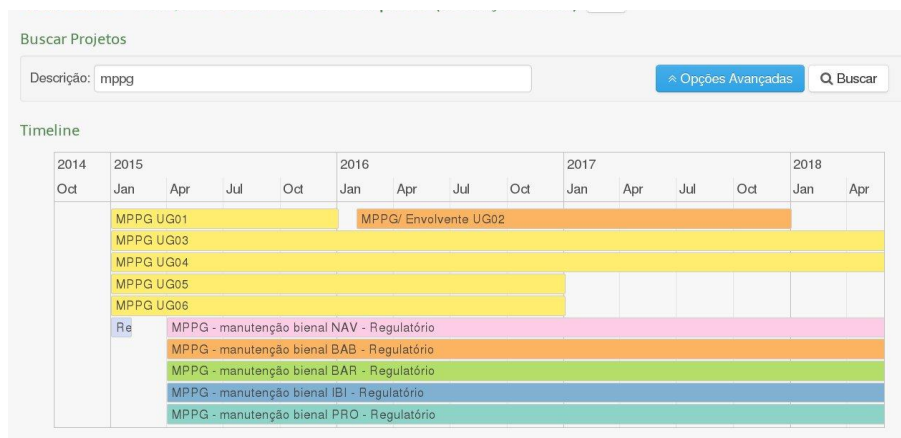 Buscar Projetos
Descrição: mppg
Opções Avançadas
Buscar
Timeline
2014 2015 2016 2017 2018
Oct Jan Apr Jul Oct Jan Apr Jul Oct Jan Apr Jul Oct Jan Apr
MPPG UG01 MPPG/ Envolvente UG02
MPPG UG03
MPPG UG04
MPPG UG05
MPPG UG06
Re MPPG - manutenção bienal NAV - Regulatório
MPPG - manutenção bienal BAB - Regulatório
MPPG - manutenção bienal BAR - Regulatório
MPPG - manutenção bienal IBI - Regulatório
MPPG - manutenção bienal PRO - Regulatório